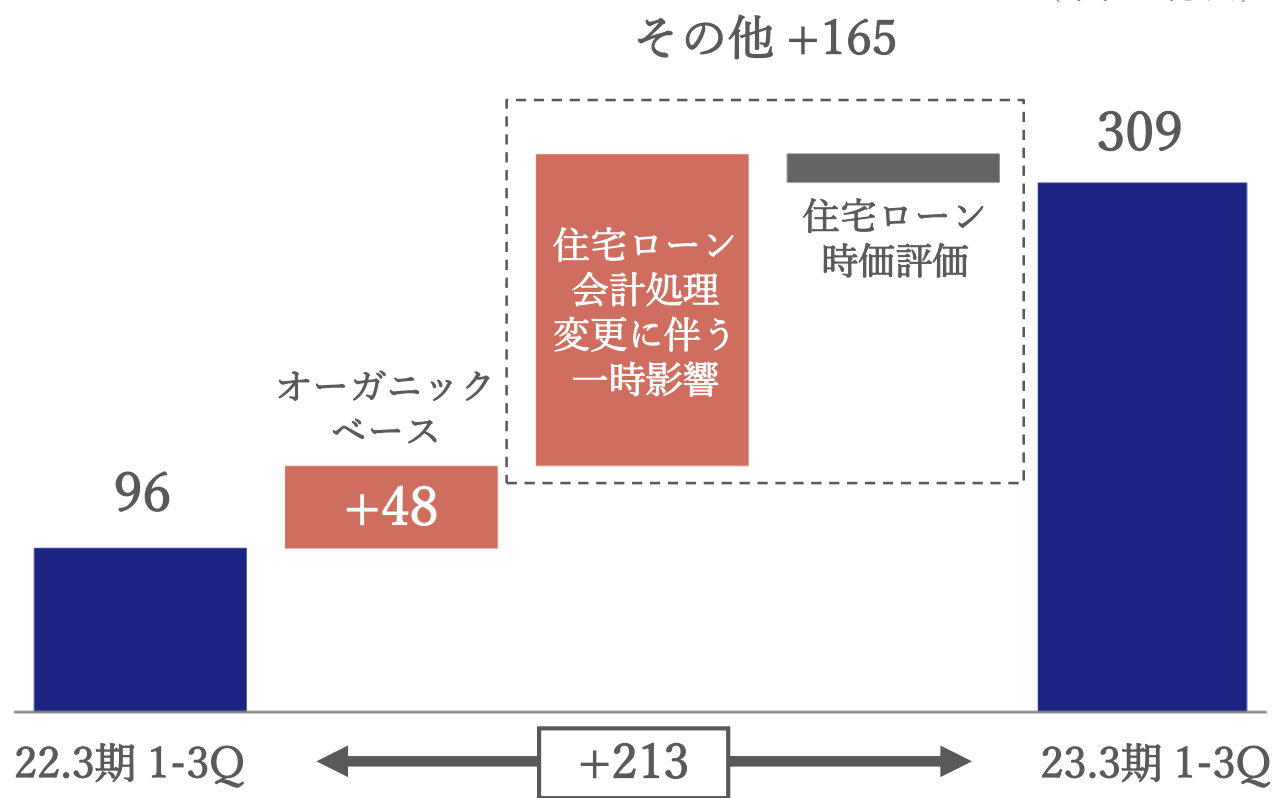 その他 +165
309
住宅ローン
会計処理
変更に伴う
一時影響
住宅ローン
時価評価
オーガニック
ベース
+48
96
22.3期 1-3Q
+213
23.3期 1-3Q